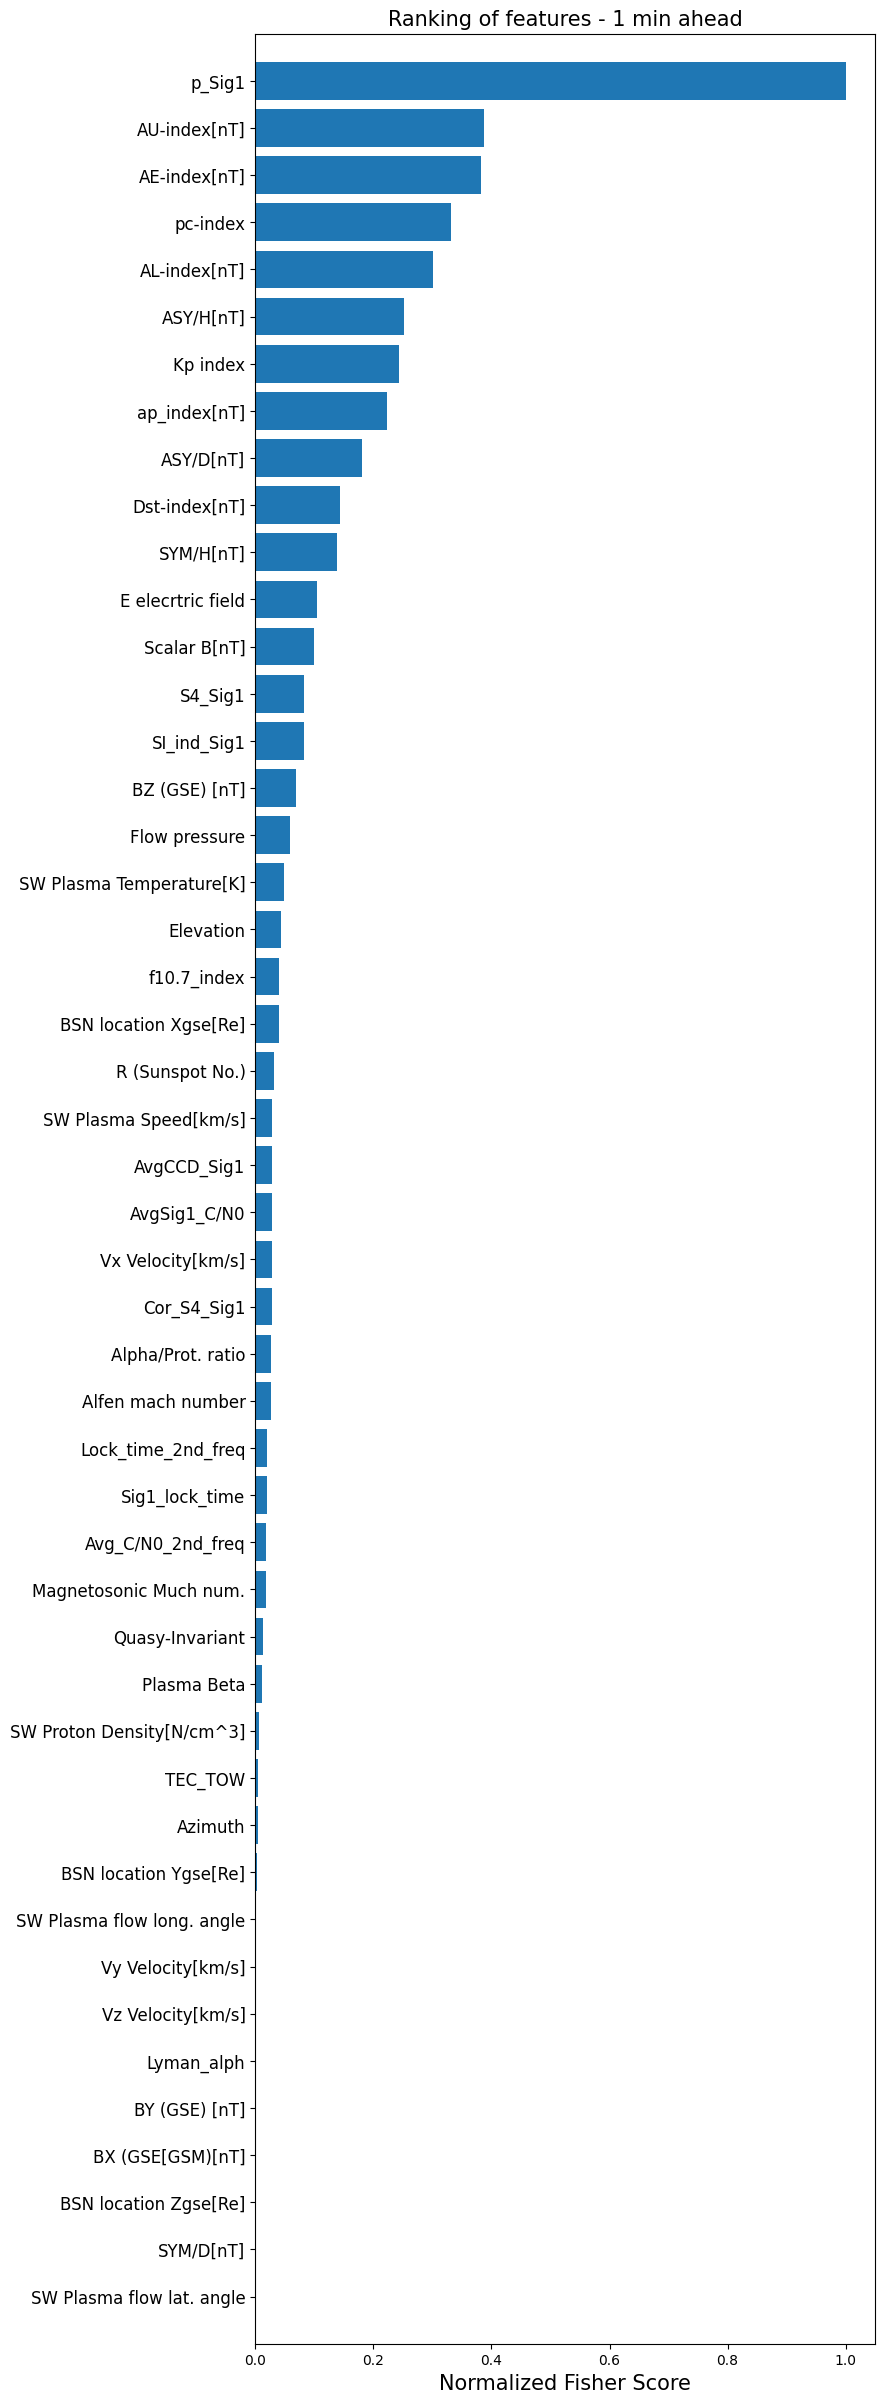 Ranking of features - 1 min ahead
p_Sig1
AU-index[nT]
AE-index[nT]
pc-index
AL-index[nT]
ASY/H[nT]
Kp index
ap_index[nT]
ASY/D[nT]
Dst-index[nT]
SYM/H[nT]
E elecrtric field
Scalar B[nT]
S4_Sig1
SI_ind_Sig1
BZ (GSE) [nT]
Flow pressure
SW Plasma Temperature[K]
Elevation
f10.7_index
BSN location Xgse[Re]
R (Sunspot No.)
SW Plasma Speed[km/s]
AvgCCD_Sig1
AvgSig1_C/N0
Vx Velocity[km/s]
Cor_S4_Sig1
Alpha/Prot. ratio
Alfen mach number
Lock_time_2nd_freq
Sig1_lock_time
Avg_C/N0_2nd_freq
Magnetosonic Much num.
Quasy-Invariant
Plasma Beta
SW Proton Density[N/cm^3]
TEC_TOW
Azimuth
BSN location Ygse[Re]
SW Plasma flow long. angle
Vy Velocity[km/s]
Vz Velocity[km/s]
Lyman_alph
BY (GSE) [nT]
BX (GSE[GSM)[nT]
BSN location Zgse[Re]
SYM/D[nT]
SW Plasma flow lat. angle
0.0 0.2 0.4 0.6 0.8 1.0
Normalized Fisher Score